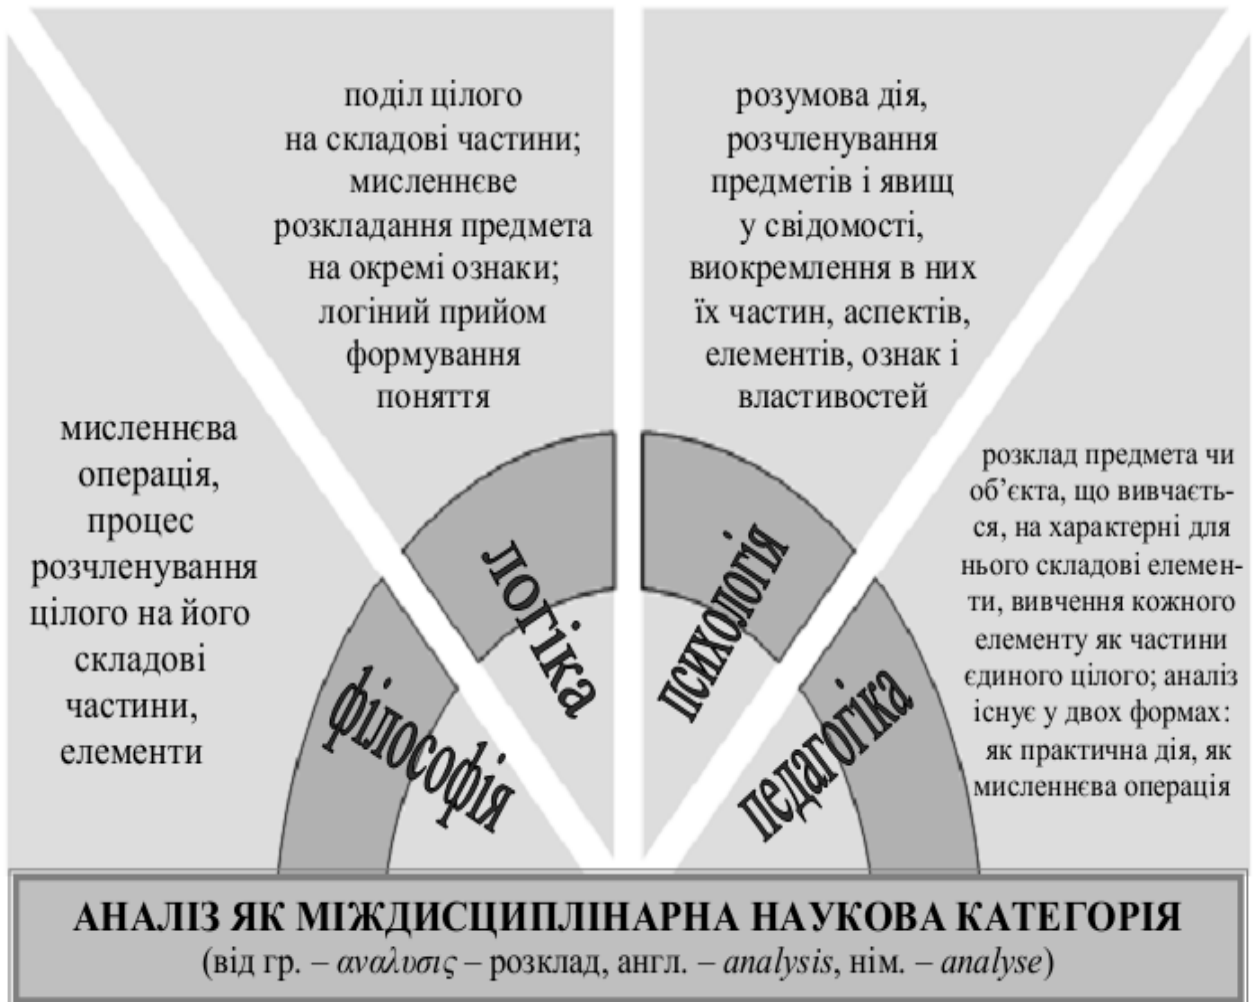 поділ цілого
на складові частини;
мисленнєве
розкладання предмета
на окремі ознаки;
логіний прийом
формування
поняття
розумова дія,
розчленування
предметів і явищ
у свідомості,
виокремлення в них
їх частин, аспектів,
елементів, ознак і
властивостей
мисленнєва
операція,
процес
розчленування
цілого на його
складові
частини,
елементи
розклад предмета чи
об’єкта, що вивчаєть-
ся, на характерні для
нього складові елемен-
ти, вивчення кожного
елементу як частини
єдиного цілого; аналіз
існує у двох формах:
як практична дія, як
мисленнєва операція
філософія
логіка
психологія
педагогіка
АНАЛІЗ ЯК МІЖДИСЦИПЛІНАРНА НАУКОВА КАТЕГОРІЯ
(від гр. – αναλυσις – розклад, англ. – analysis, нім. – analyse)